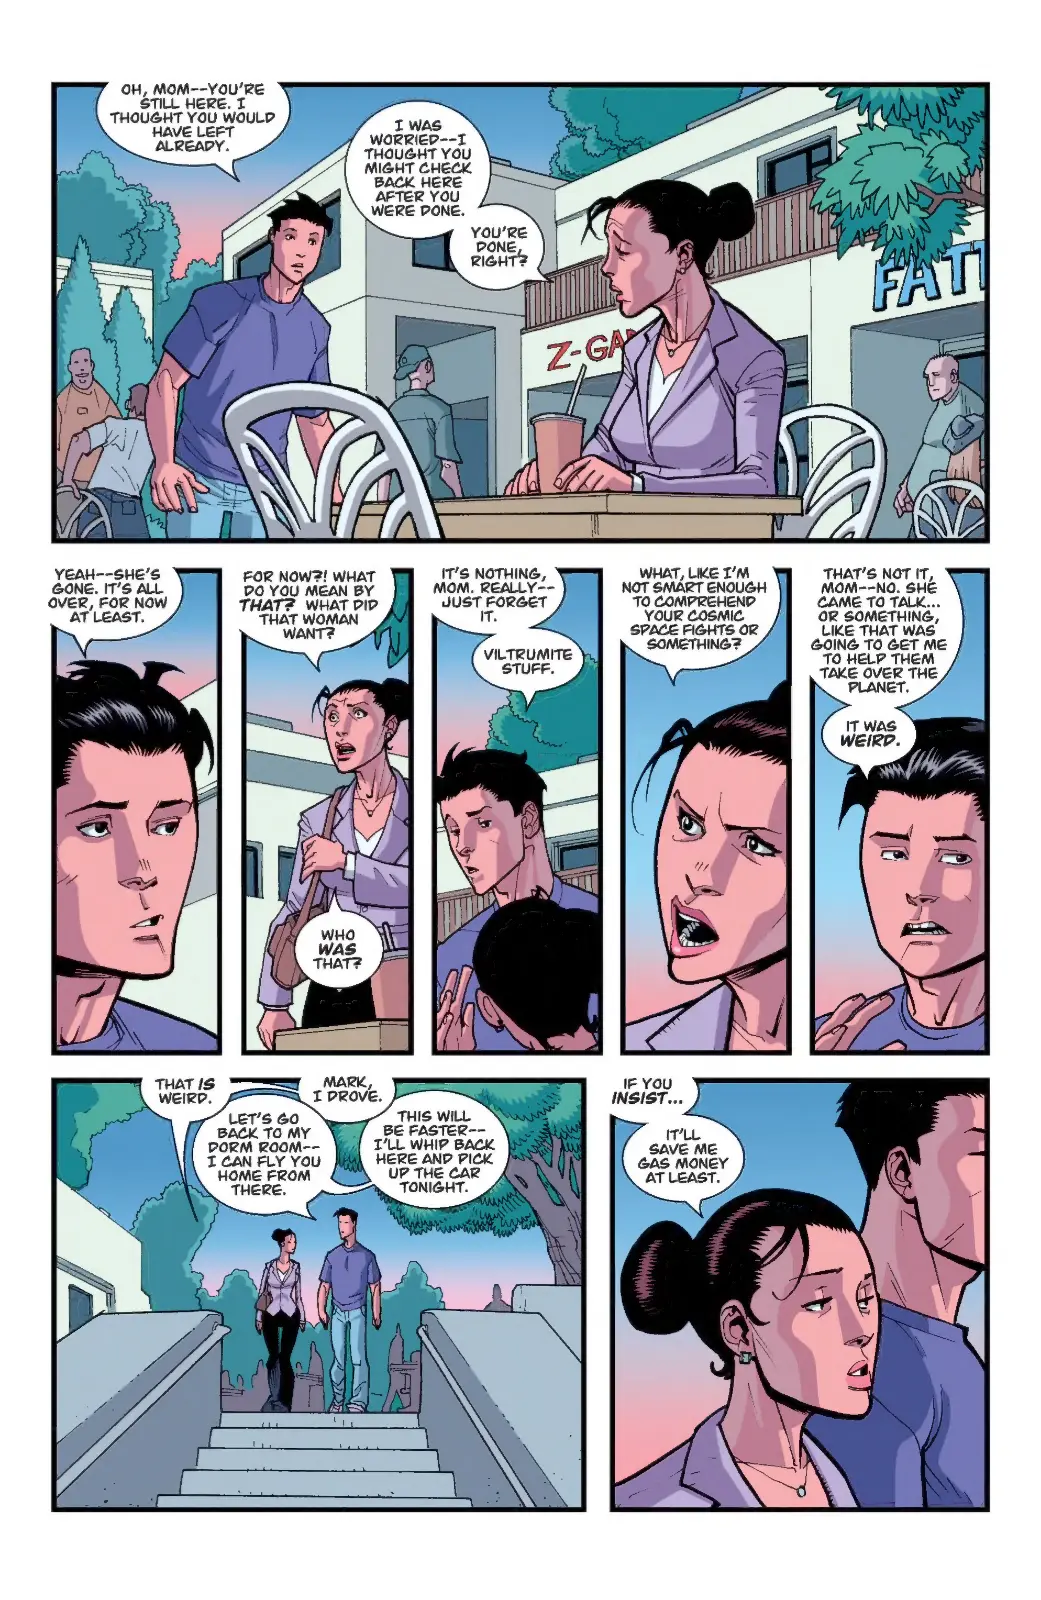 OH, MOM--YOU'RE
STILL HERE. I
THOUGHT YOU WOULD
HAVE LEFT
ALREADY.
I WAS
WORRIED--I
THOUGHT YOU
MIGHT CHECK
BACK HERE
AFTER YOU
WERE DONE.
YOU'RE
DONE,
RIGHT?
Z-GA
FAT
YEAH--SHE'S
GONE. IT'S ALL
OVER, FOR NOW
AT LEAST.
FOR NOW?! WHAT
DO YOU MEAN BY
THAT? WHAT DID
THAT WOMAN
WANT?
WHO
WAS
THAT?
IT'S NOTHING,
MOM. REALLY--
JUST FORGET
IT.
VILTRUMITE
STUFF.
WHAT, LIKE I'M
NOT SMART ENOUGH
TO COMPREHEND
YOUR COSMIC
SPACE FIGHTS OR
SOMETHING?
THAT'S NOT IT,
MOM--NO. SHE
CAME TO TALK...
OR SOMETHING,
LIKE THAT WAS
GOING TO GET ME
TO HELP THEM
TAKE OVER THE
PLANET.
IT WAS
WEIRD.
THAT IS
WEIRD.
LET'S GO
BACK TO MY
DORM ROOM--
I CAN FLY YOU
HOME FROM
THERE.
MARK,
I DROVE.
THIS WILL
BE FASTER--
I'LL WHIP BACK
HERE AND PICK
UP THE CAR
TONIGHT.
IF YOU
INSIST...
IT'LL
SAVE ME
GAS MONEY
AT LEAST.